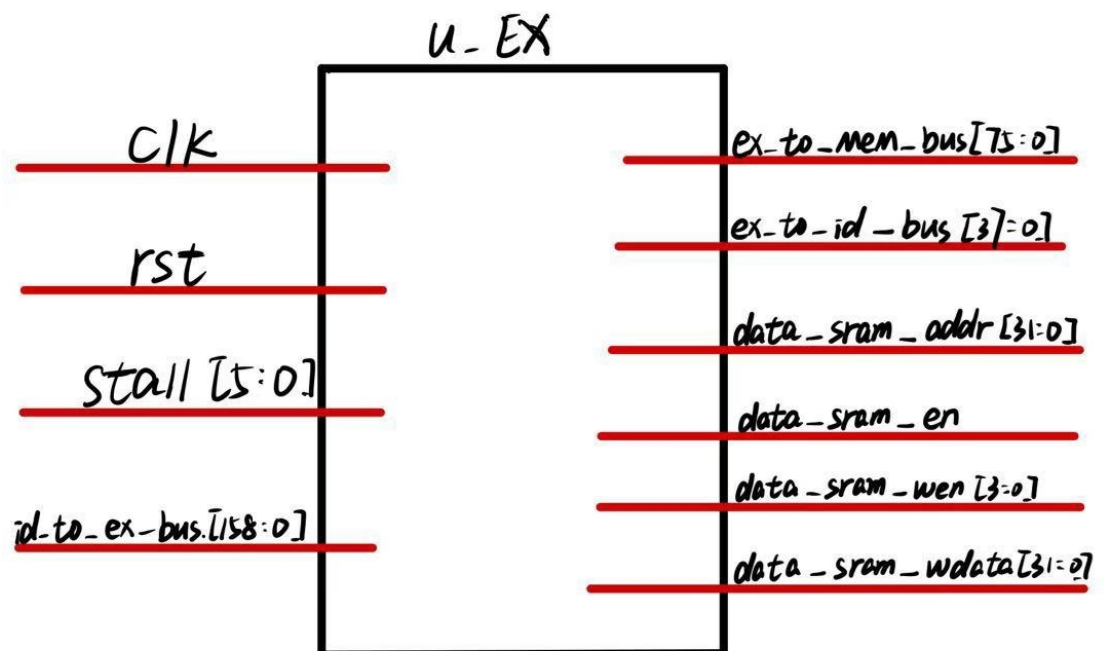 u_EX
clk
rst
stall [5:0]
id_to_ex_bus.[158:0]
ex_to_mem_bus[75:0]
ex_to_id_bus [37:0]
data_sram_addr [31:0]
data_sram_en
data_sram_wen [3:0]
data_sram_wdata[31:0]